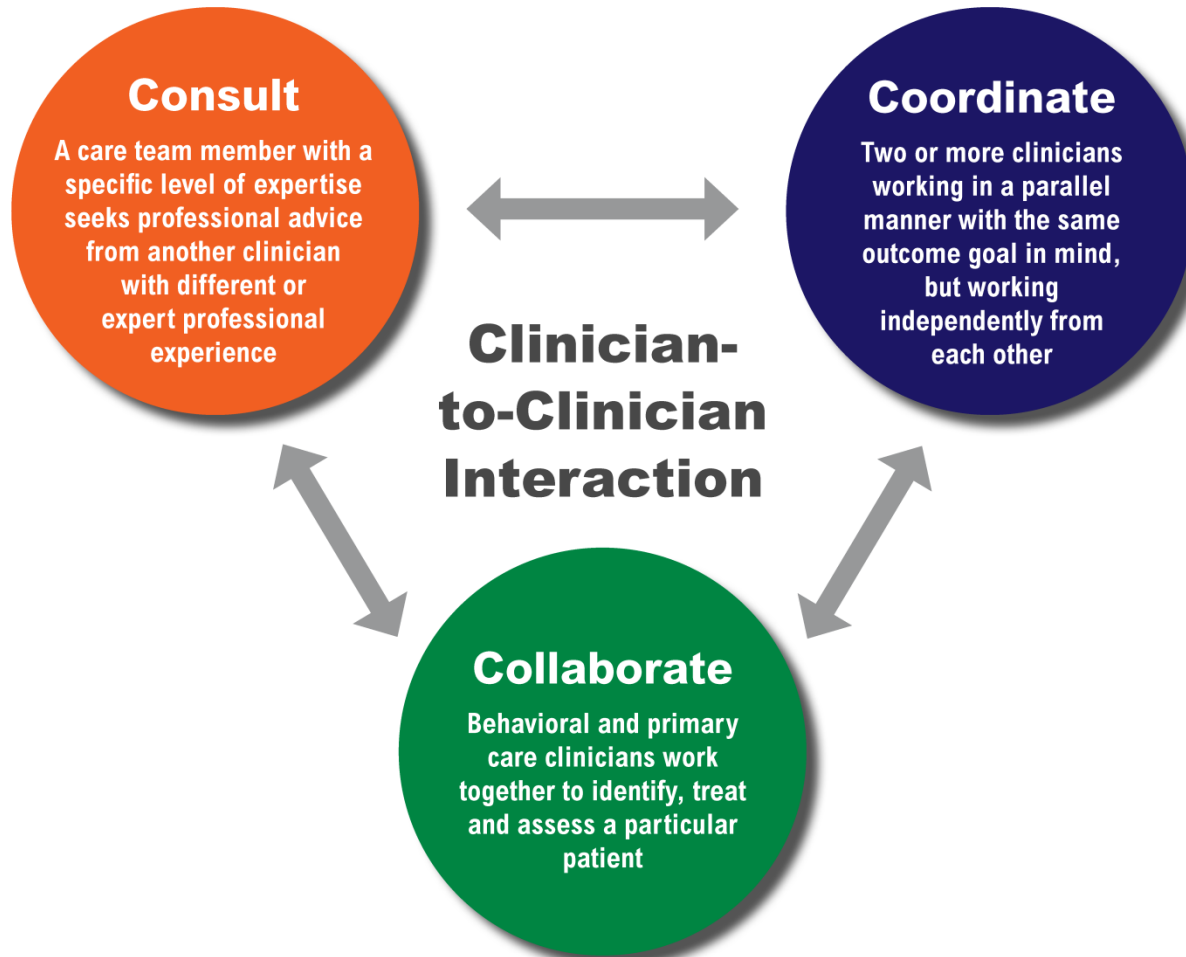 Consult
A care team member with a
specific level of expertise
seeks professional advice
from another clinician
with different or
expert professional
experience
Coordinate
Two or more clinicians
working in a parallel
manner with the same
outcome goal in mind,
but working
independently from
each other
Clinician-
to-Clinician
Interaction
Collaborate
Behavioral and primary
care clinicians work
together to identify, treat
and assess a particular
patient